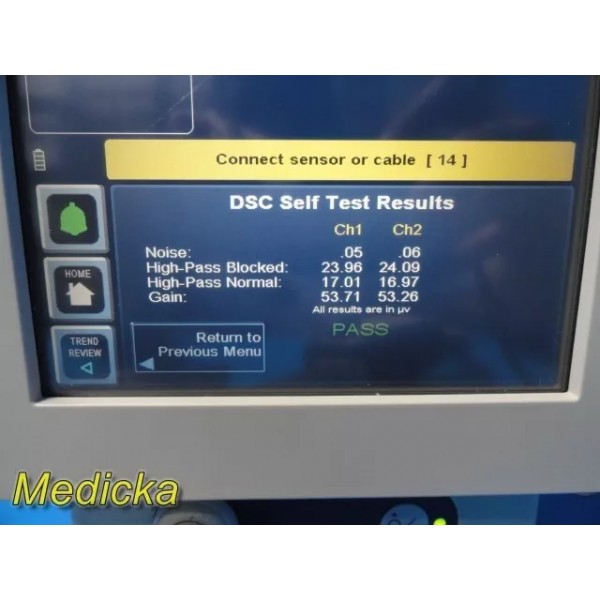 Connect sensor or cable [ 14 ]
DSC Self Test Results
Ch1 Ch2
Noise: .05 .06
High-Pass Blocked: 23.96 24.09
High-Pass Normal: 17.01 16.97
Gain: 53.71 53.26
All results are in µv
PASS
HOME
TREND
REVIEW
Return to
Previous Menu
Medicka